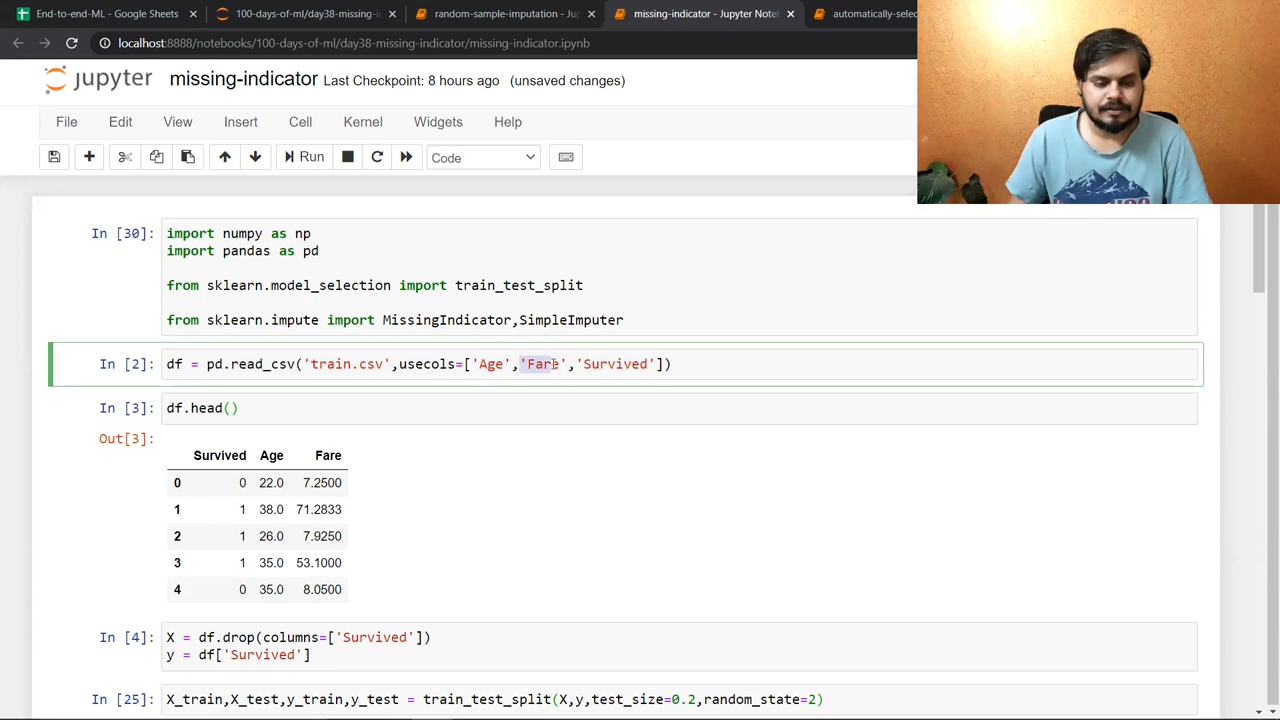 End-to-end-ML - Google Sheets
100-days-of-ml/day38-missing-in
random-sample-imputation - Jup
missing-indicator - Jupyter Note
automatically-sele
localhost:8888/notebooks/100-days-of-ml/day38-missing-indicator/missing-indicator.ipynb
jupyter missing-indicator Last Checkpoint: 8 hours ago (unsaved changes)
File Edit View Insert Cell Kernel Widgets Help
Run Code
In [30]: import numpy as np
import pandas as pd
from sklearn.model_selection import train_test_split
from sklearn.impute import MissingIndicator,SimpleImputer
In [2]: df = pd.read_csv('train.csv',usecols=['Age','Fare','Survived'])
In [3]: df.head()
Out[3]:
Survived Age Fare
0 0 22.0 7.2500
1 1 38.0 71.2833
2 1 26.0 7.9250
3 1 35.0 53.1000
4 0 35.0 8.0500
In [4]: X = df.drop(columns=['Survived'])
y = df['Survived']
In [25]: X_train,X_test,y_train,y_test = train_test_split(X,y,test_size=0.2,random_state=2)